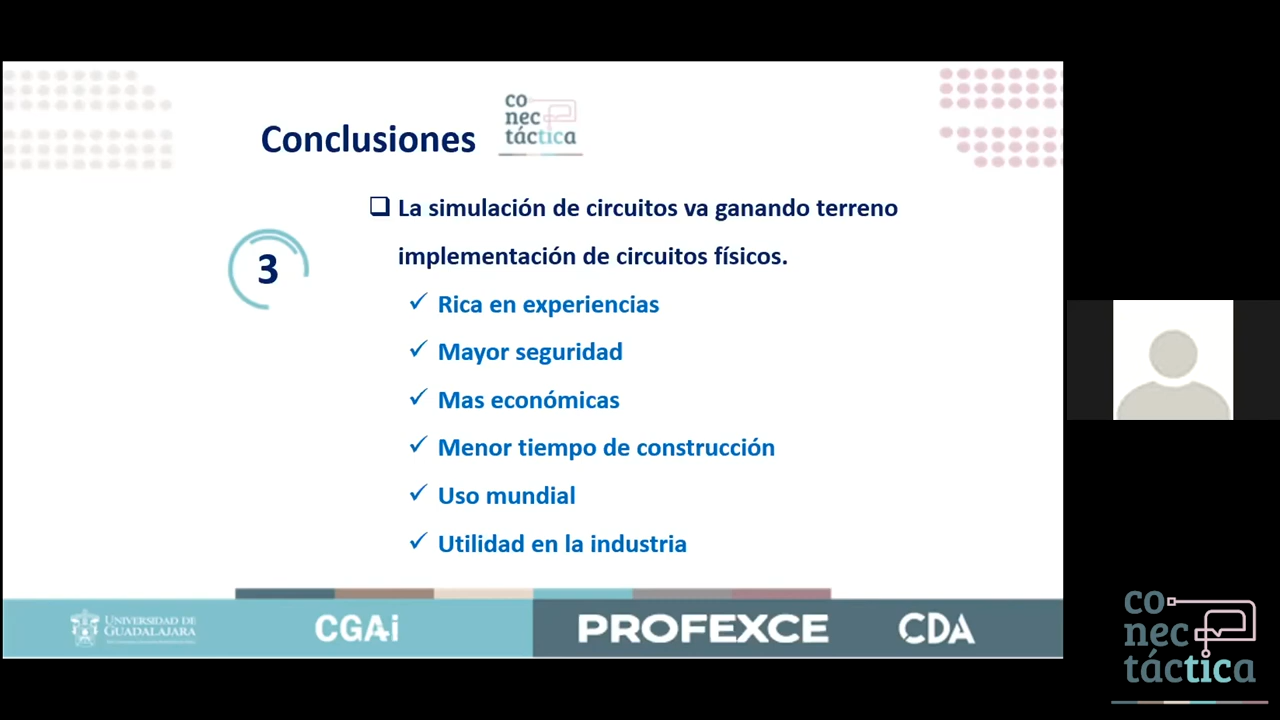 Conclusiones
co
nec
táctica
❑ La simulación de circuitos va ganando terreno
implementación de circuitos físicos.
3
✓ Rica en experiencias
✓ Mayor seguridad
✓ Mas económicas
✓ Menor tiempo de construcción
✓ Uso mundial
✓ Utilidad en la industria
UNIVERSIDAD DE
GUADALAJARA
CGAi
PROFEXCE
CDA
co
nec
táctica